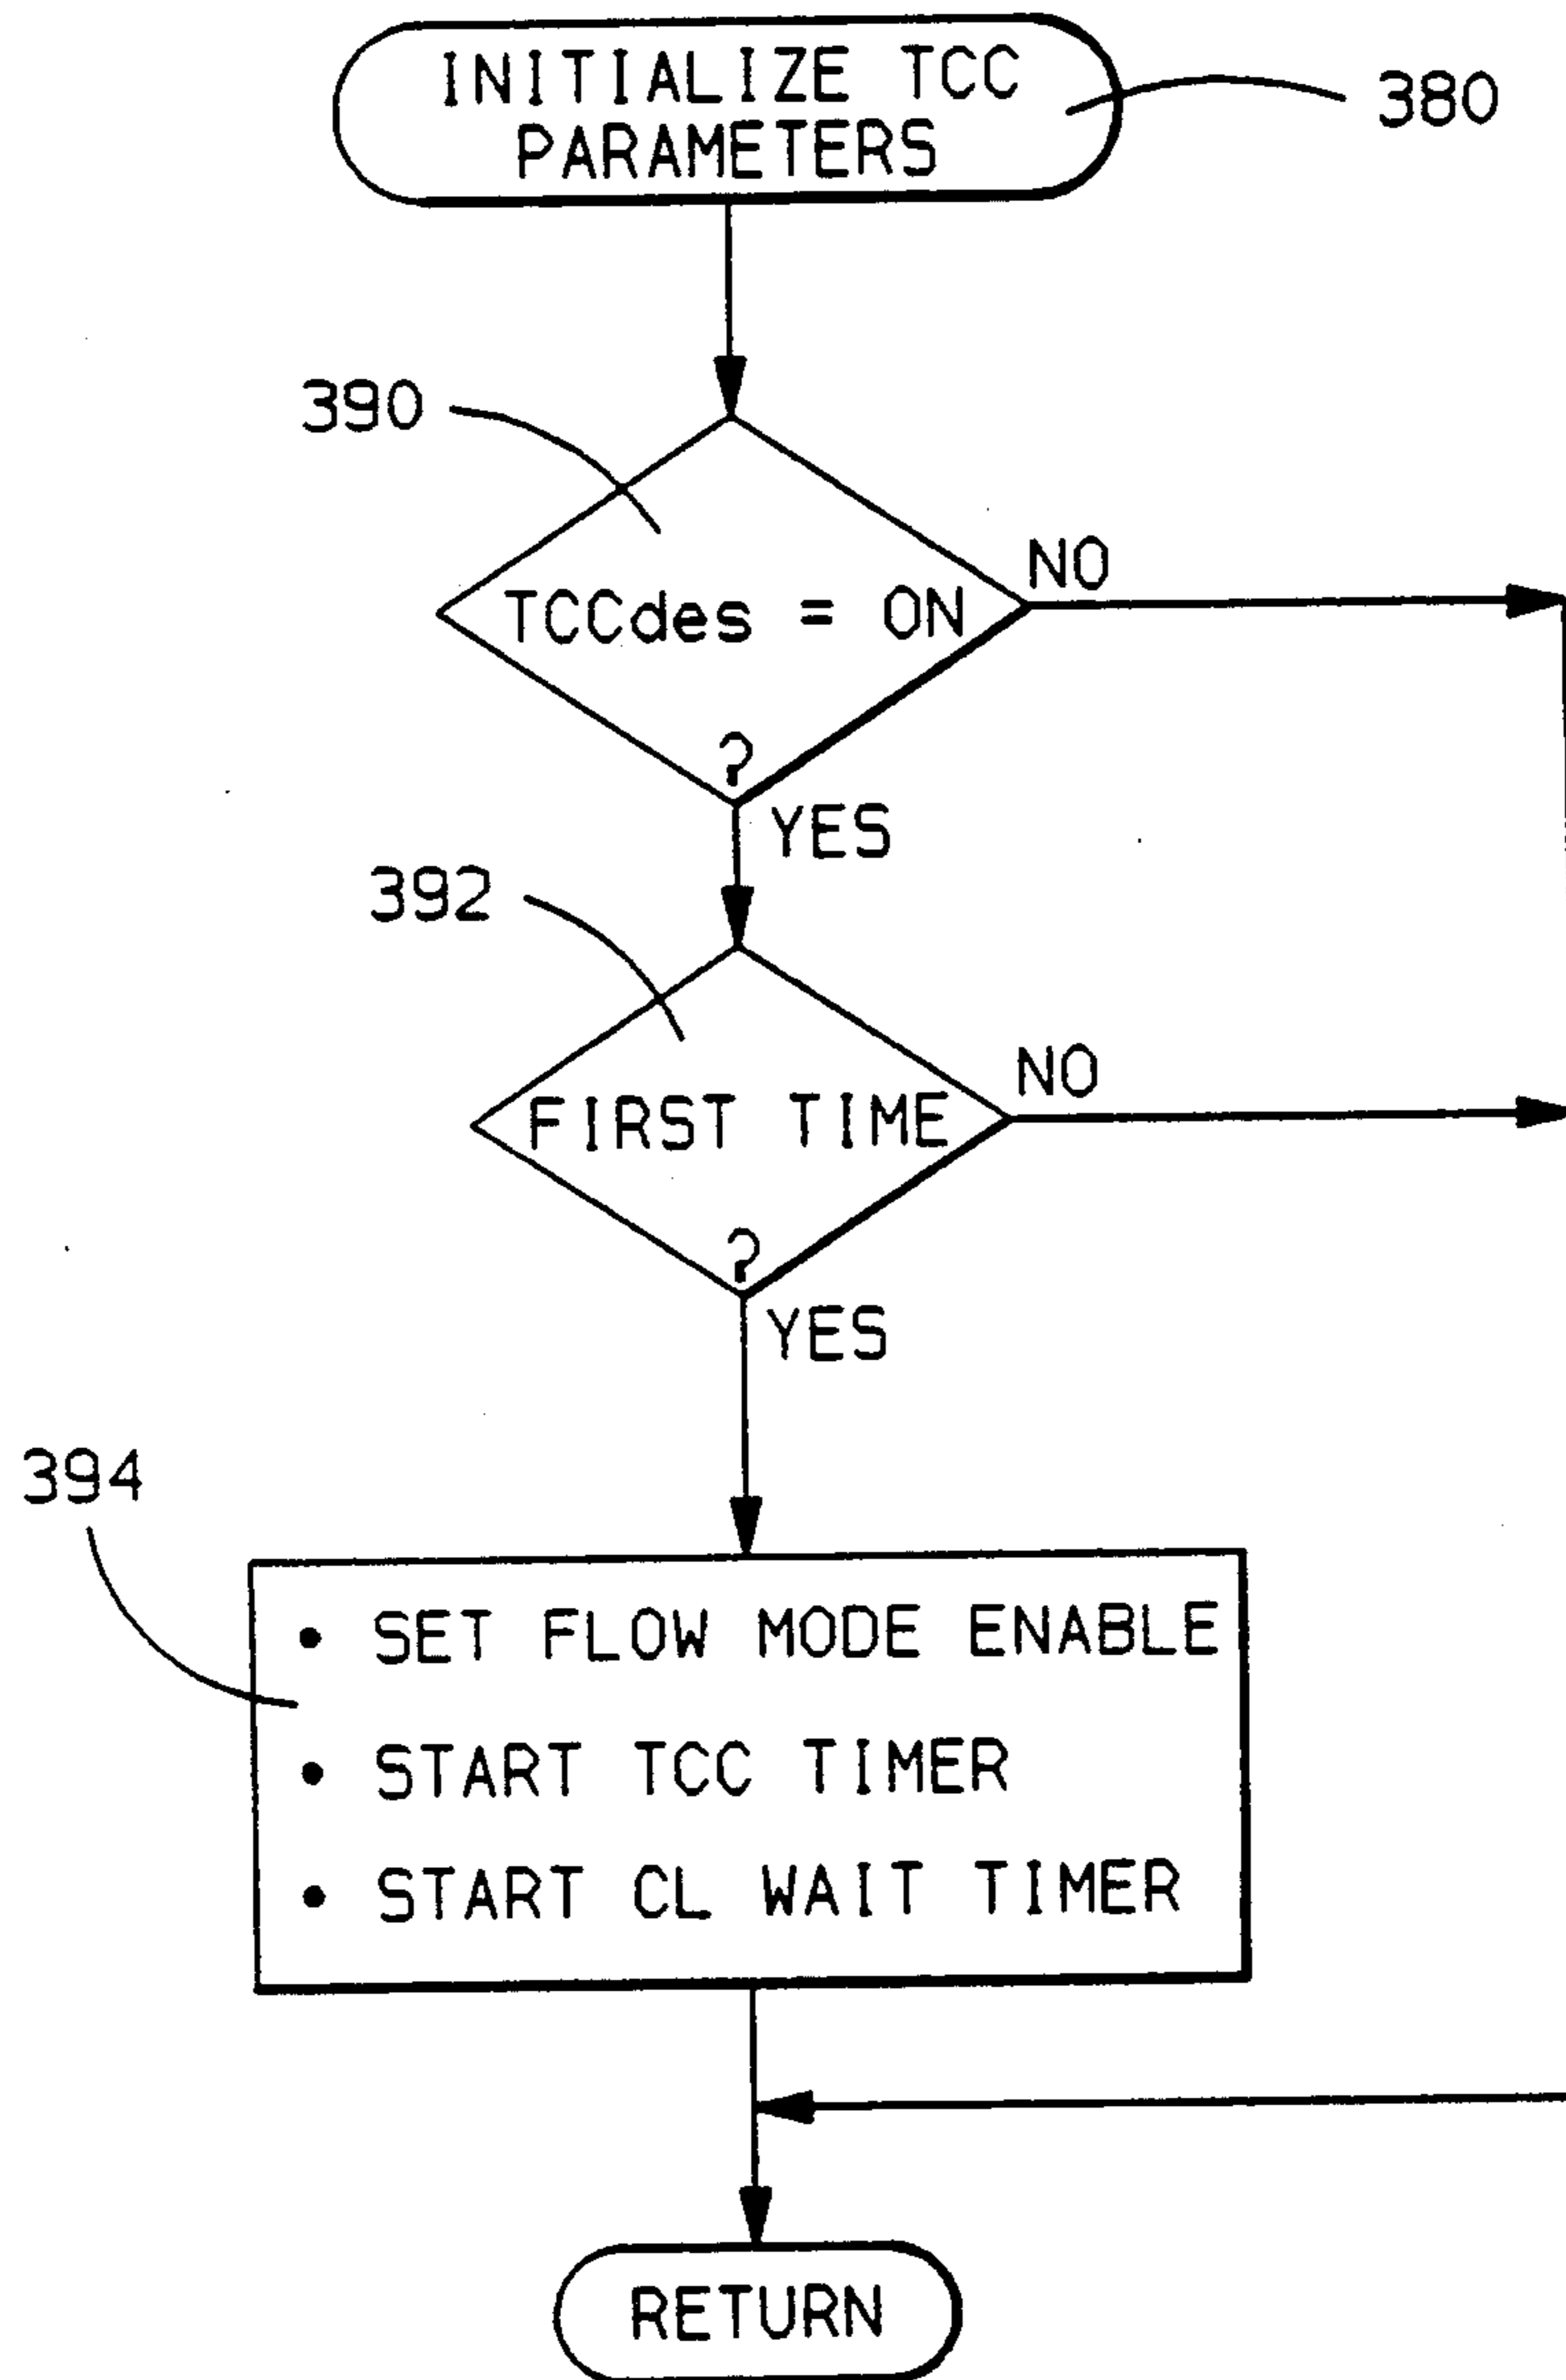 INITIALIZE TCC
PARAMETERS
380
390
TCCdes = ON
?
NO
YES
392
FIRST TIME
?
NO
YES
394
• SET FLOW MODE ENABLE
• START TCC TIMER
• START CL WAIT TIMER
RETURN